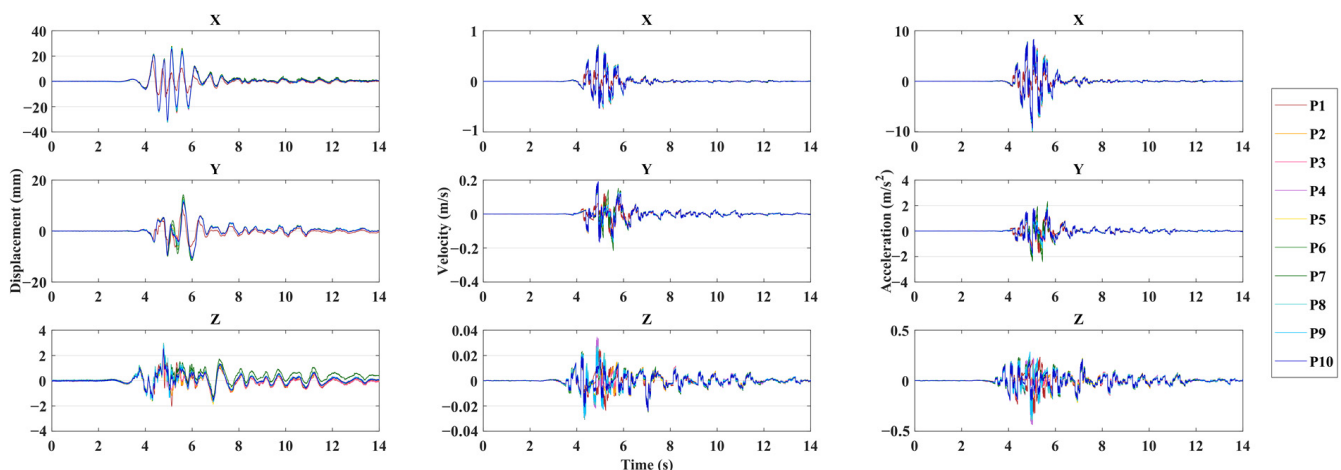 X X X
40 1 10
20
0 0 0
−20
−40 −1 −10
0 2 4 6 8 10 12 14 0 2 4 6 8 10 12 14 0 2 4 6 8 10 12 14
Y Y Y
20 0.2 4
0 0 2
−0.2 0
−2
−20 −0.4 −4
0 2 4 6 8 10 12 14 0 2 4 6 8 10 12 14 0 2 4 6 8 10 12 14
Displacement (mm)
Velocity (m/s)
Acceleration (m/s²)
Z Z Z
4 0.04 0.5
2 0.02
0 0 0
−2 −0.02
−4 −0.04 −0.5
0 2 4 6 8 10 12 14 0 2 4 6 8 10 12 14 0 2 4 6 8 10 12 14
Time (s)
P1
P2
P3
P4
P5
P6
P7
P8
P9
P10